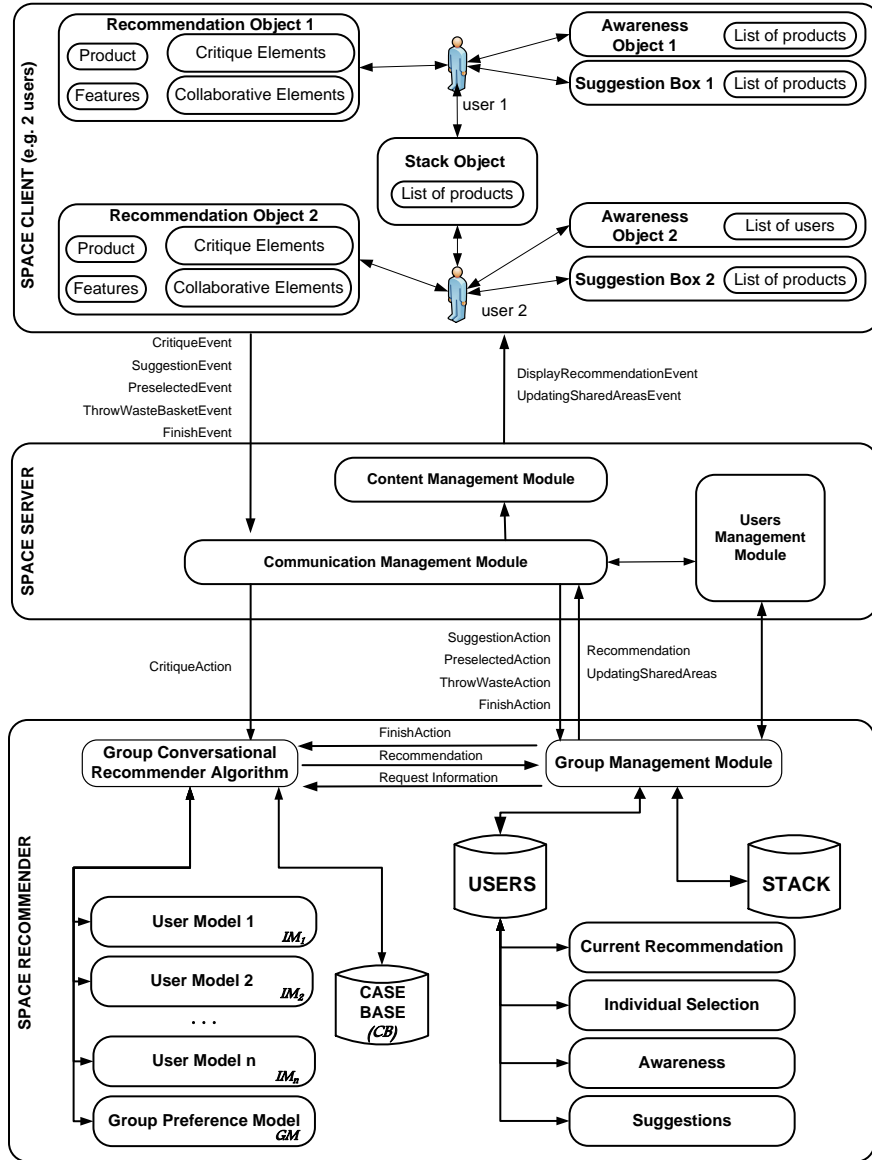 SPACE CLIENT (e.g. 2 users)
Recommendation Object 1
Product
Critique Elements
Features
Collaborative Elements
user 1
Awareness
Object 1
List of products
Suggestion Box 1
List of products
Stack Object
List of products
Recommendation Object 2
Product
Critique Elements
Features
Collaborative Elements
user 2
Awareness
Object 2
List of users
Suggestion Box 2
List of products
CritiqueEvent
SuggestionEvent
PreselectedEvent
ThrowWasteBasketEvent
FinishEvent
DisplayRecommendationEvent
UpdatingSharedAreasEvent
SPACE SERVER
Content Management Module
Communication Management Module
Users
Management
Module
CritiqueAction
SuggestionAction
PreselectedAction
ThrowWasteAction
FinishAction
Recommendation
UpdatingSharedAreas
SPACE RECOMMENDER
Group Conversational
Recommender Algorithm
FinishAction
Recommendation
Request Information
Group Management Module
User Model 1
IM1
User Model 2
IM2
. . .
User Model n
IMn
Group Preference Model
GM
CASE
BASE
(CB)
USERS
STACK
Current Recommendation
Individual Selection
Awareness
Suggestions